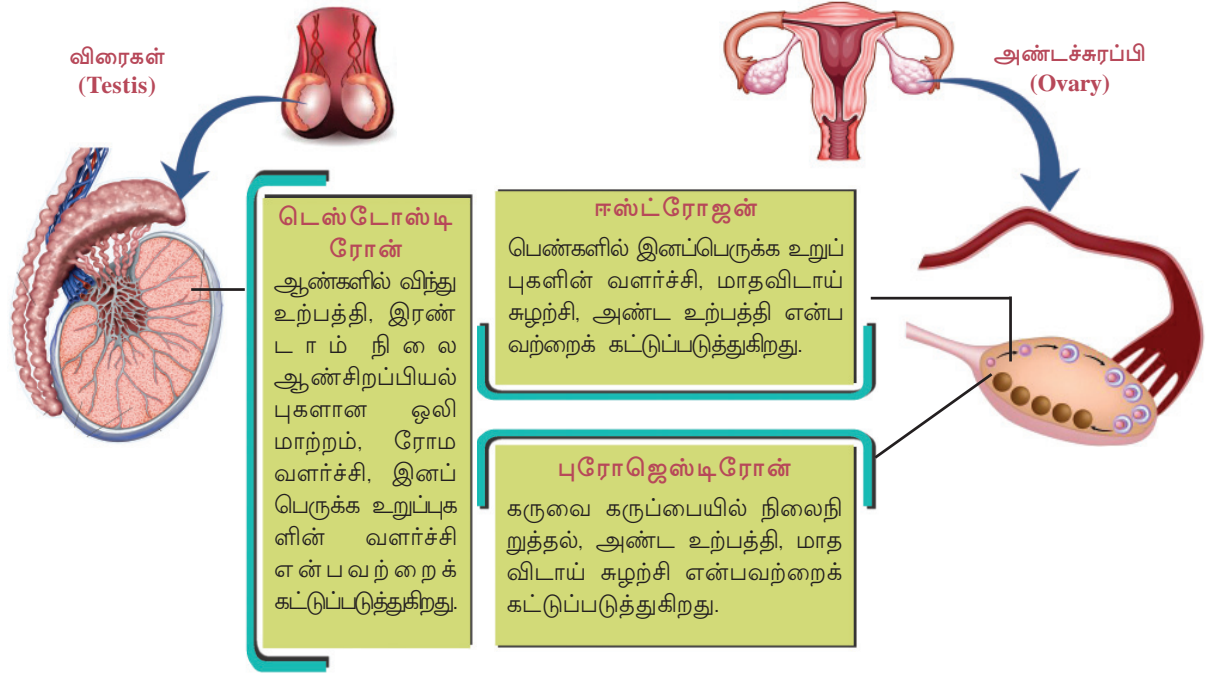 விரைகள்
(Testis)
அண்டச்சுரப்பி
(Ovary)
டெஸ்டோஸ்டி
ரோன்
ஆண்களில் விந்து
உற்பத்தி, இரண்
டாம் நிலை
ஆண்சிறப்பியல்
புகளான ஒலி
மாற்றம், ரோம
வளர்ச்சி, இனப்
பெருக்க உறுப்புக
ளின் வளர்ச்சி
என்பவற்றைக்
கட்டுப்படுத்துகிறது.
ஈஸ்ட்ரோஜன்
பெண்களில் இனப்பெருக்க உறுப்
புகளின் வளர்ச்சி, மாதவிடாய்
சுழற்சி, அண்ட உற்பத்தி என்ப
வற்றைக் கட்டுப்படுத்துகிறது.
புரோஜெஸ்டிரோன்
கருவை கருப்பையில் நிலைநி
றுத்தல், அண்ட உற்பத்தி, மாத
விடாய் சுழற்சி என்பவற்றைக்
கட்டுப்படுத்துகிறது.